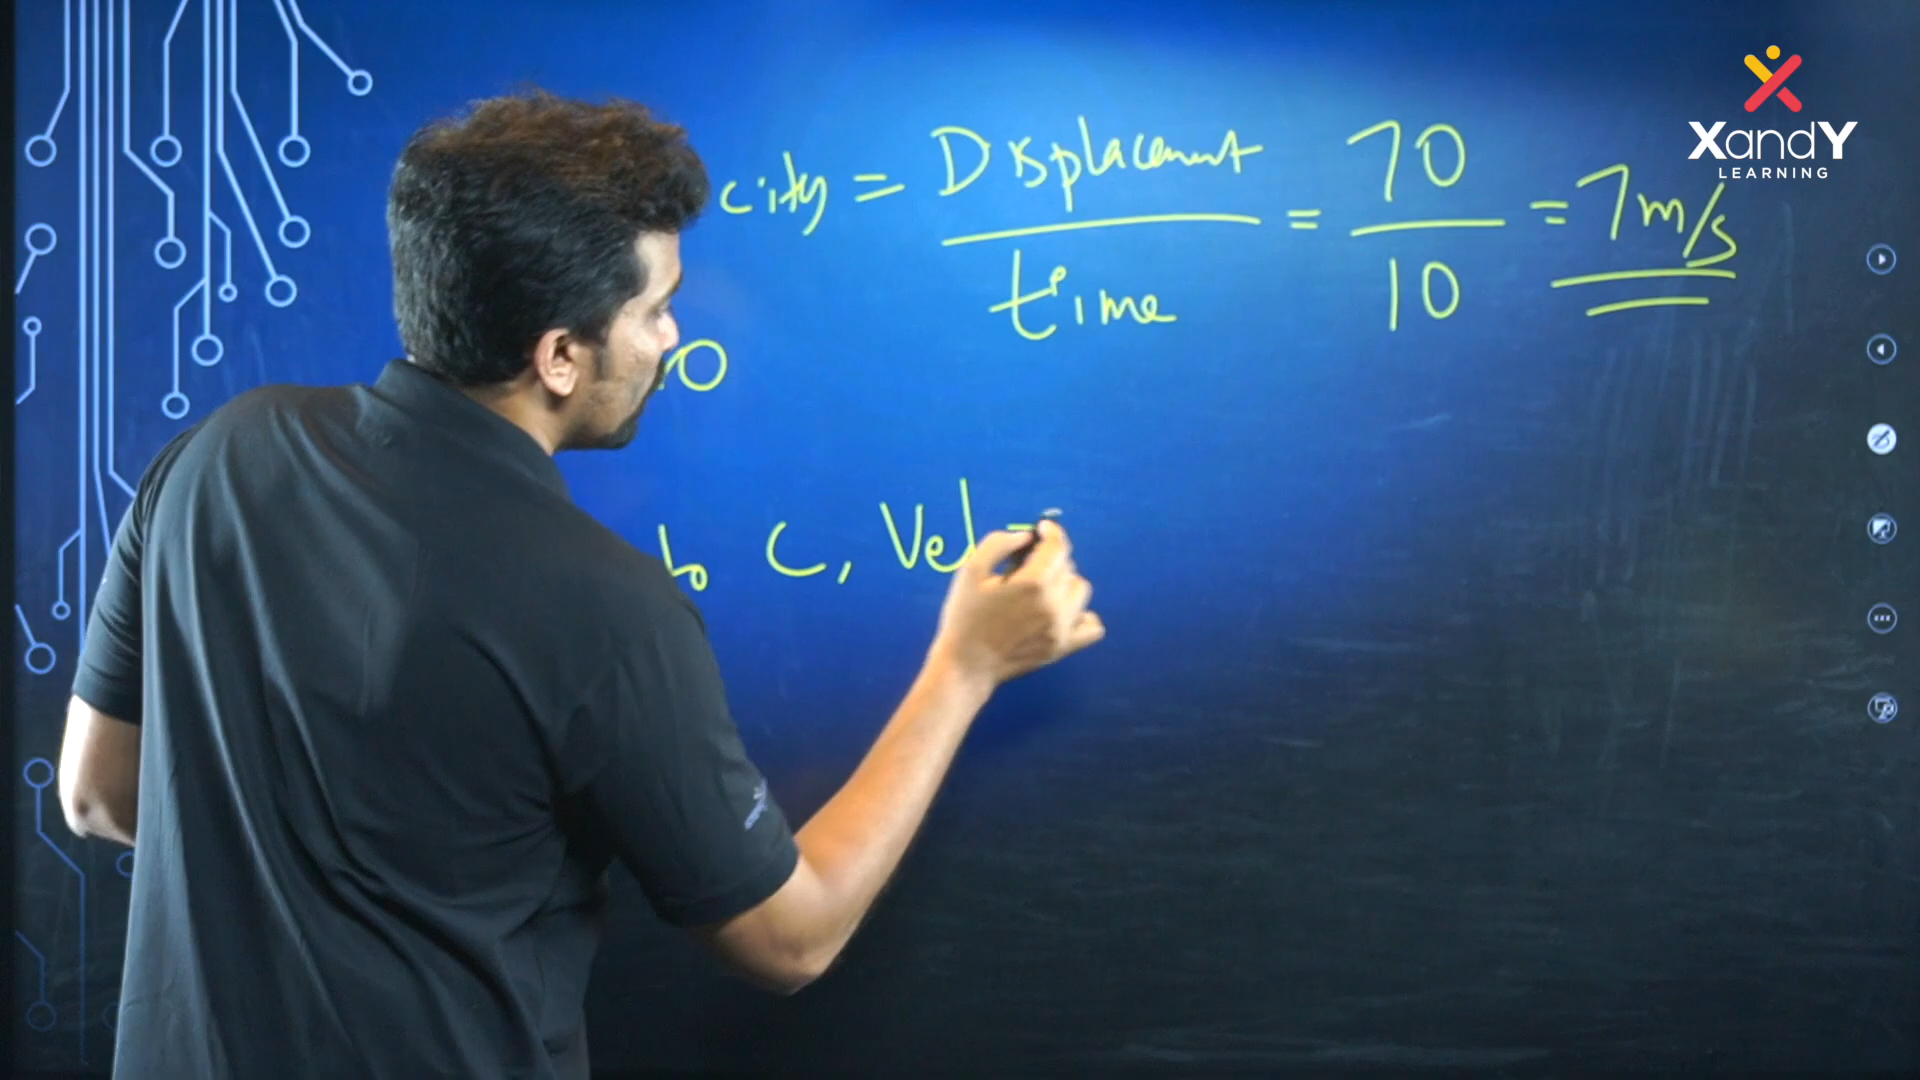 XandY
LEARNING
city = Displacement / time = 70 / 10 = 7m/s
to C, Vel =